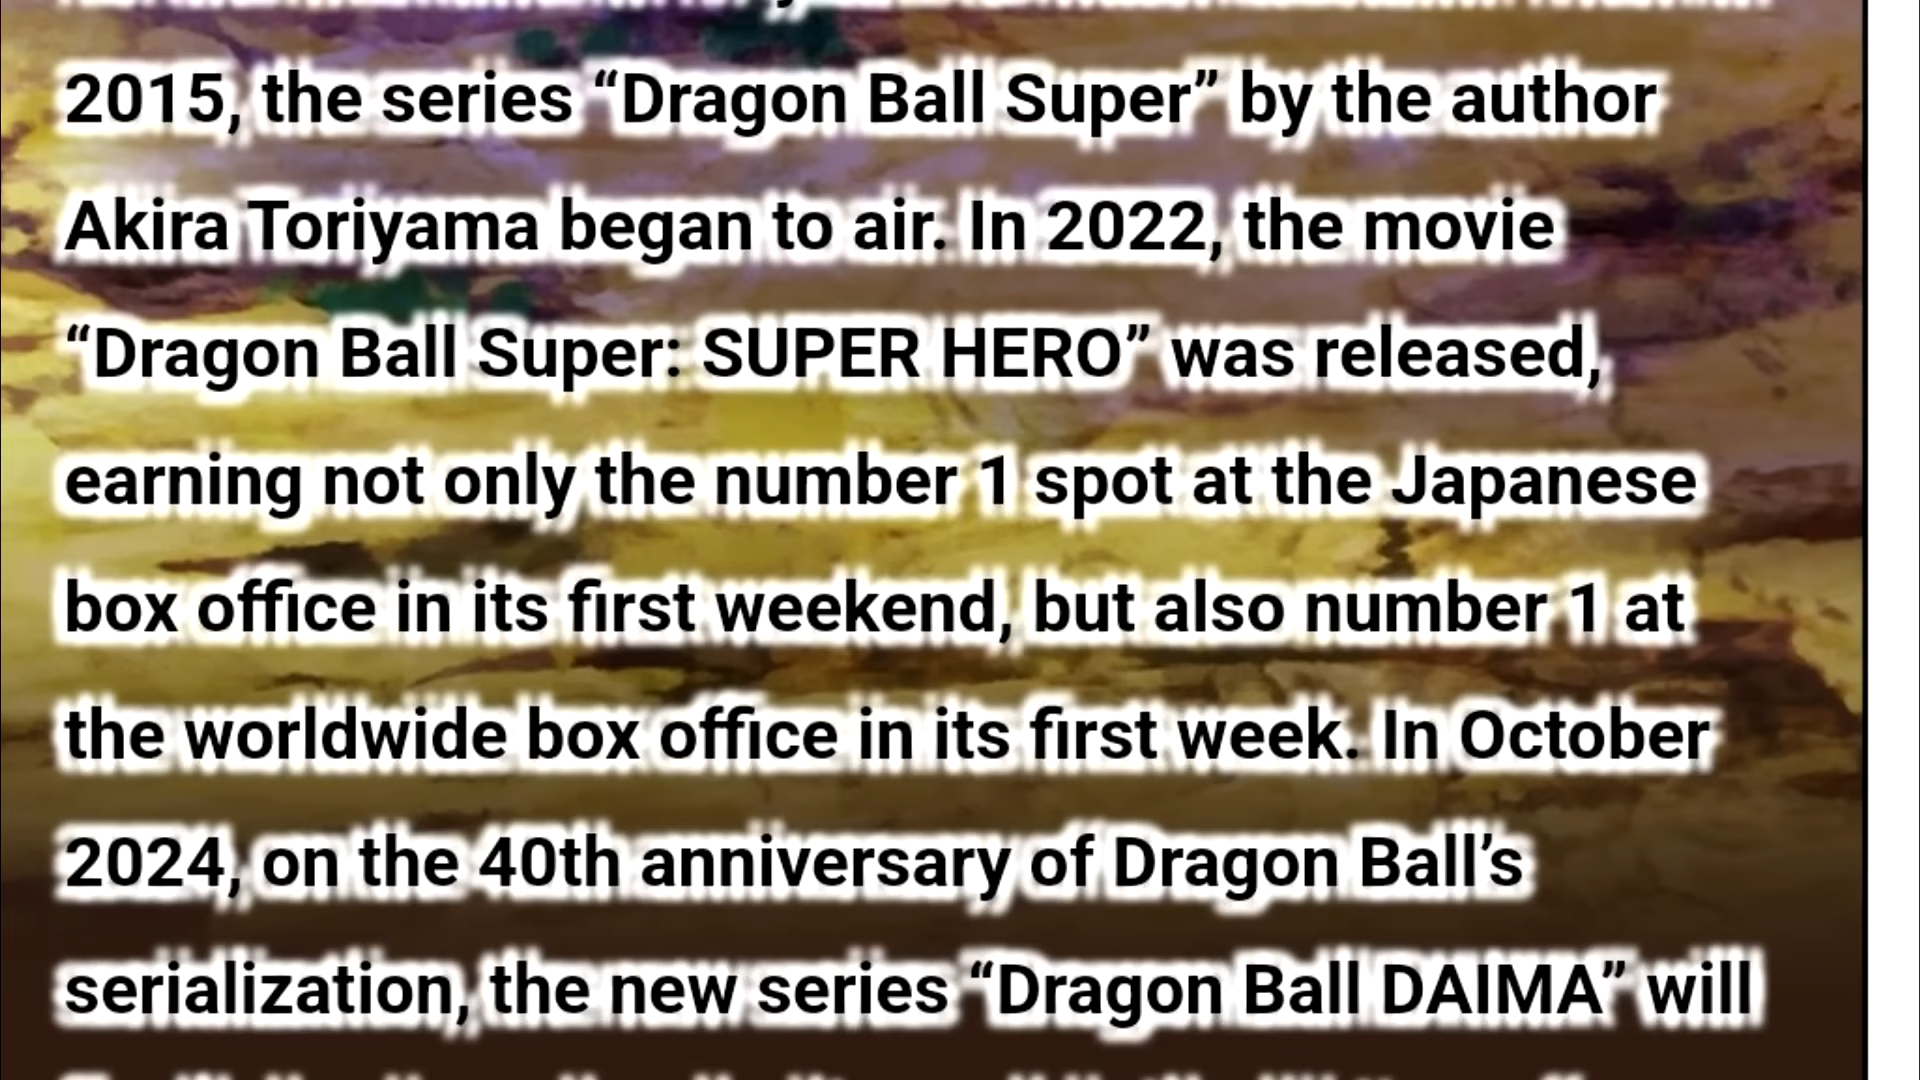 2015, the series “Dragon Ball Super” by the author
Akira Toriyama began to air. In 2022, the movie
“Dragon Ball Super: SUPER HERO” was released,
earning not only the number 1 spot at the Japanese
box office in its first weekend, but also number 1 at
the worldwide box office in its first week. In October
2024, on the 40th anniversary of Dragon Ball’s
serialization, the new series “Dragon Ball DAIMA” will